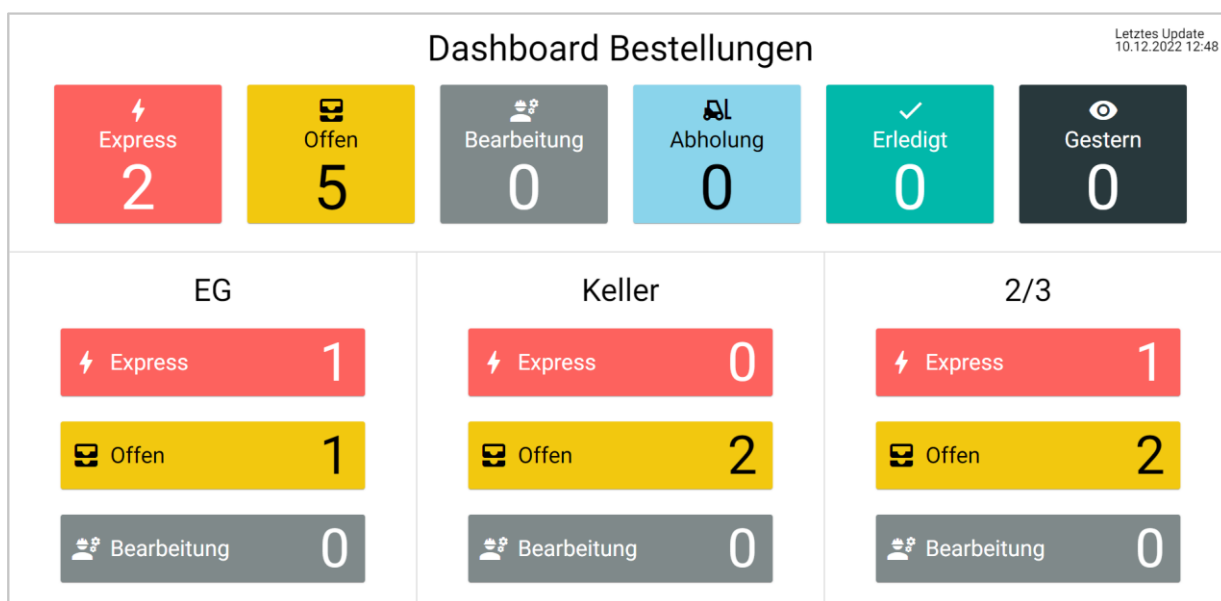 Dashboard Bestellungen
Letztes Update
10.12.2022 12:48
Express
2
Offen
5
Bearbeitung
0
Abholung
0
Erledigt
0
Gestern
0
EG
Express 1
Offen 1
Bearbeitung 0
Keller
Express 0
Offen 2
Bearbeitung 0
2/3
Express 1
Offen 2
Bearbeitung 0